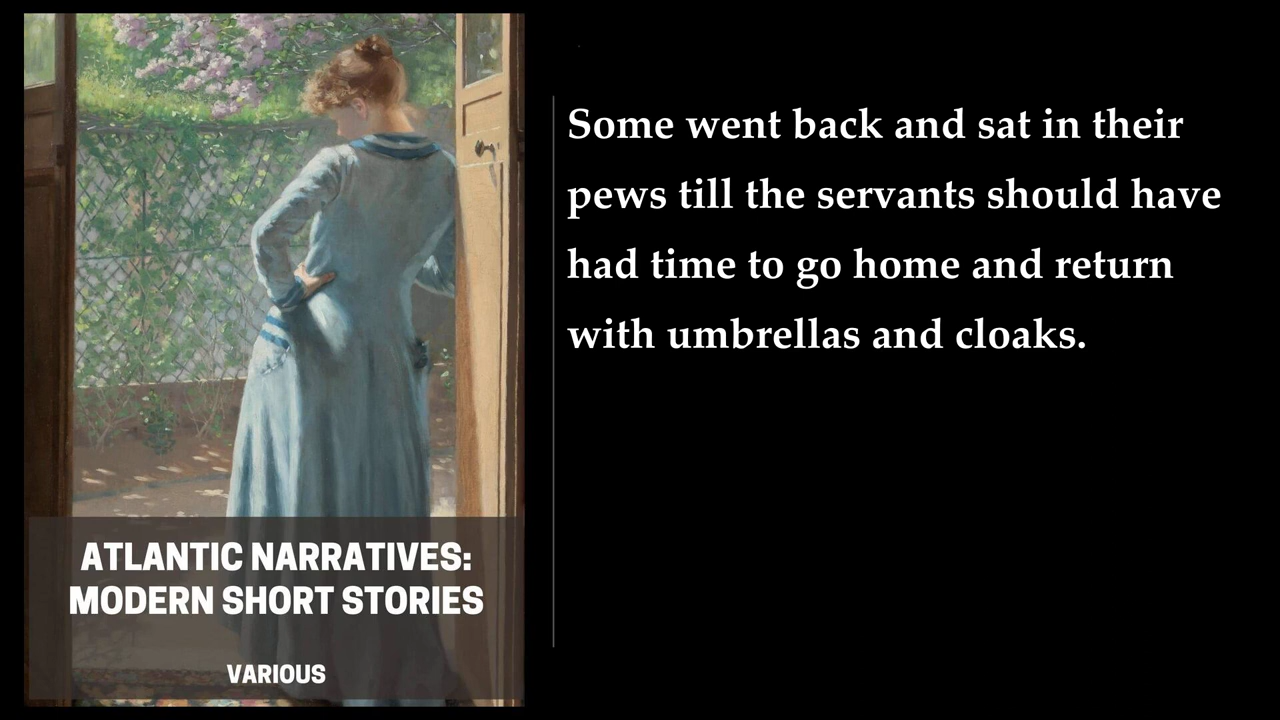 Some went back and sat in their
pews till the servants should have
had time to go home and return
with umbrellas and cloaks.
ATLANTIC NARRATIVES:
MODERN SHORT STORIES
VARIOUS